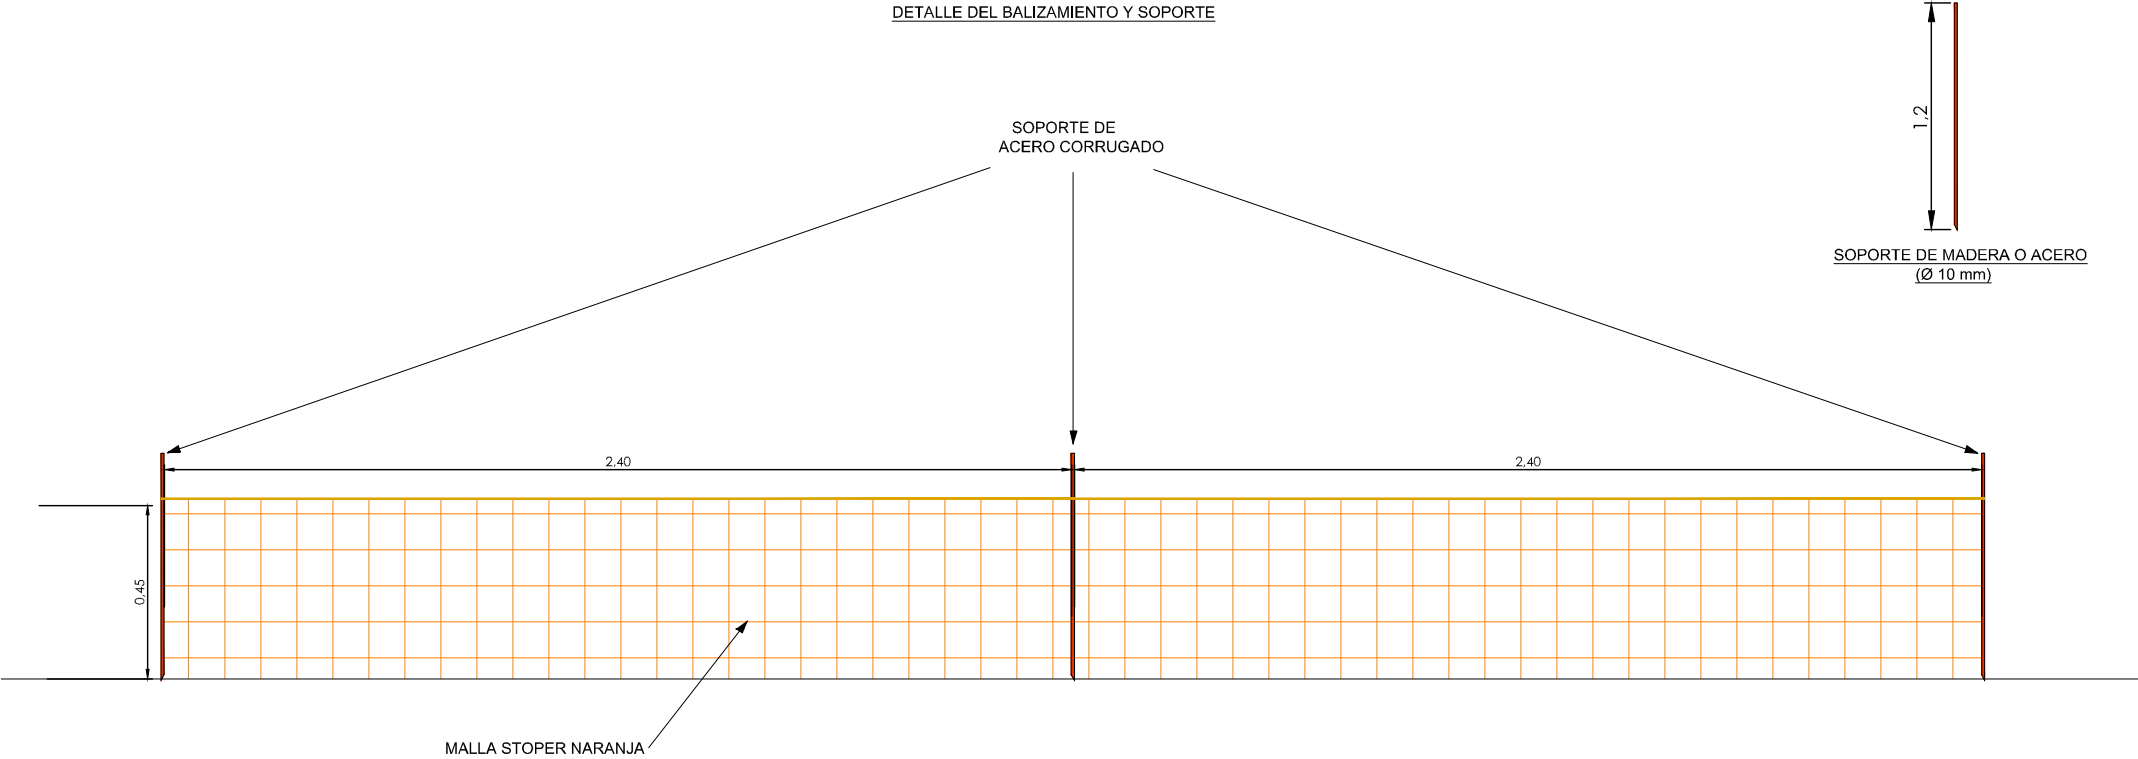 DETALLE DEL BALIZAMIENTO Y SOPORTE
1,2
SOPORTE DE
ACERO CORRUGADO
SOPORTE DE MADERA O ACERO
(Ø 10 mm)
2,40
2,40
0,45
MALLA STOPER NARANJA